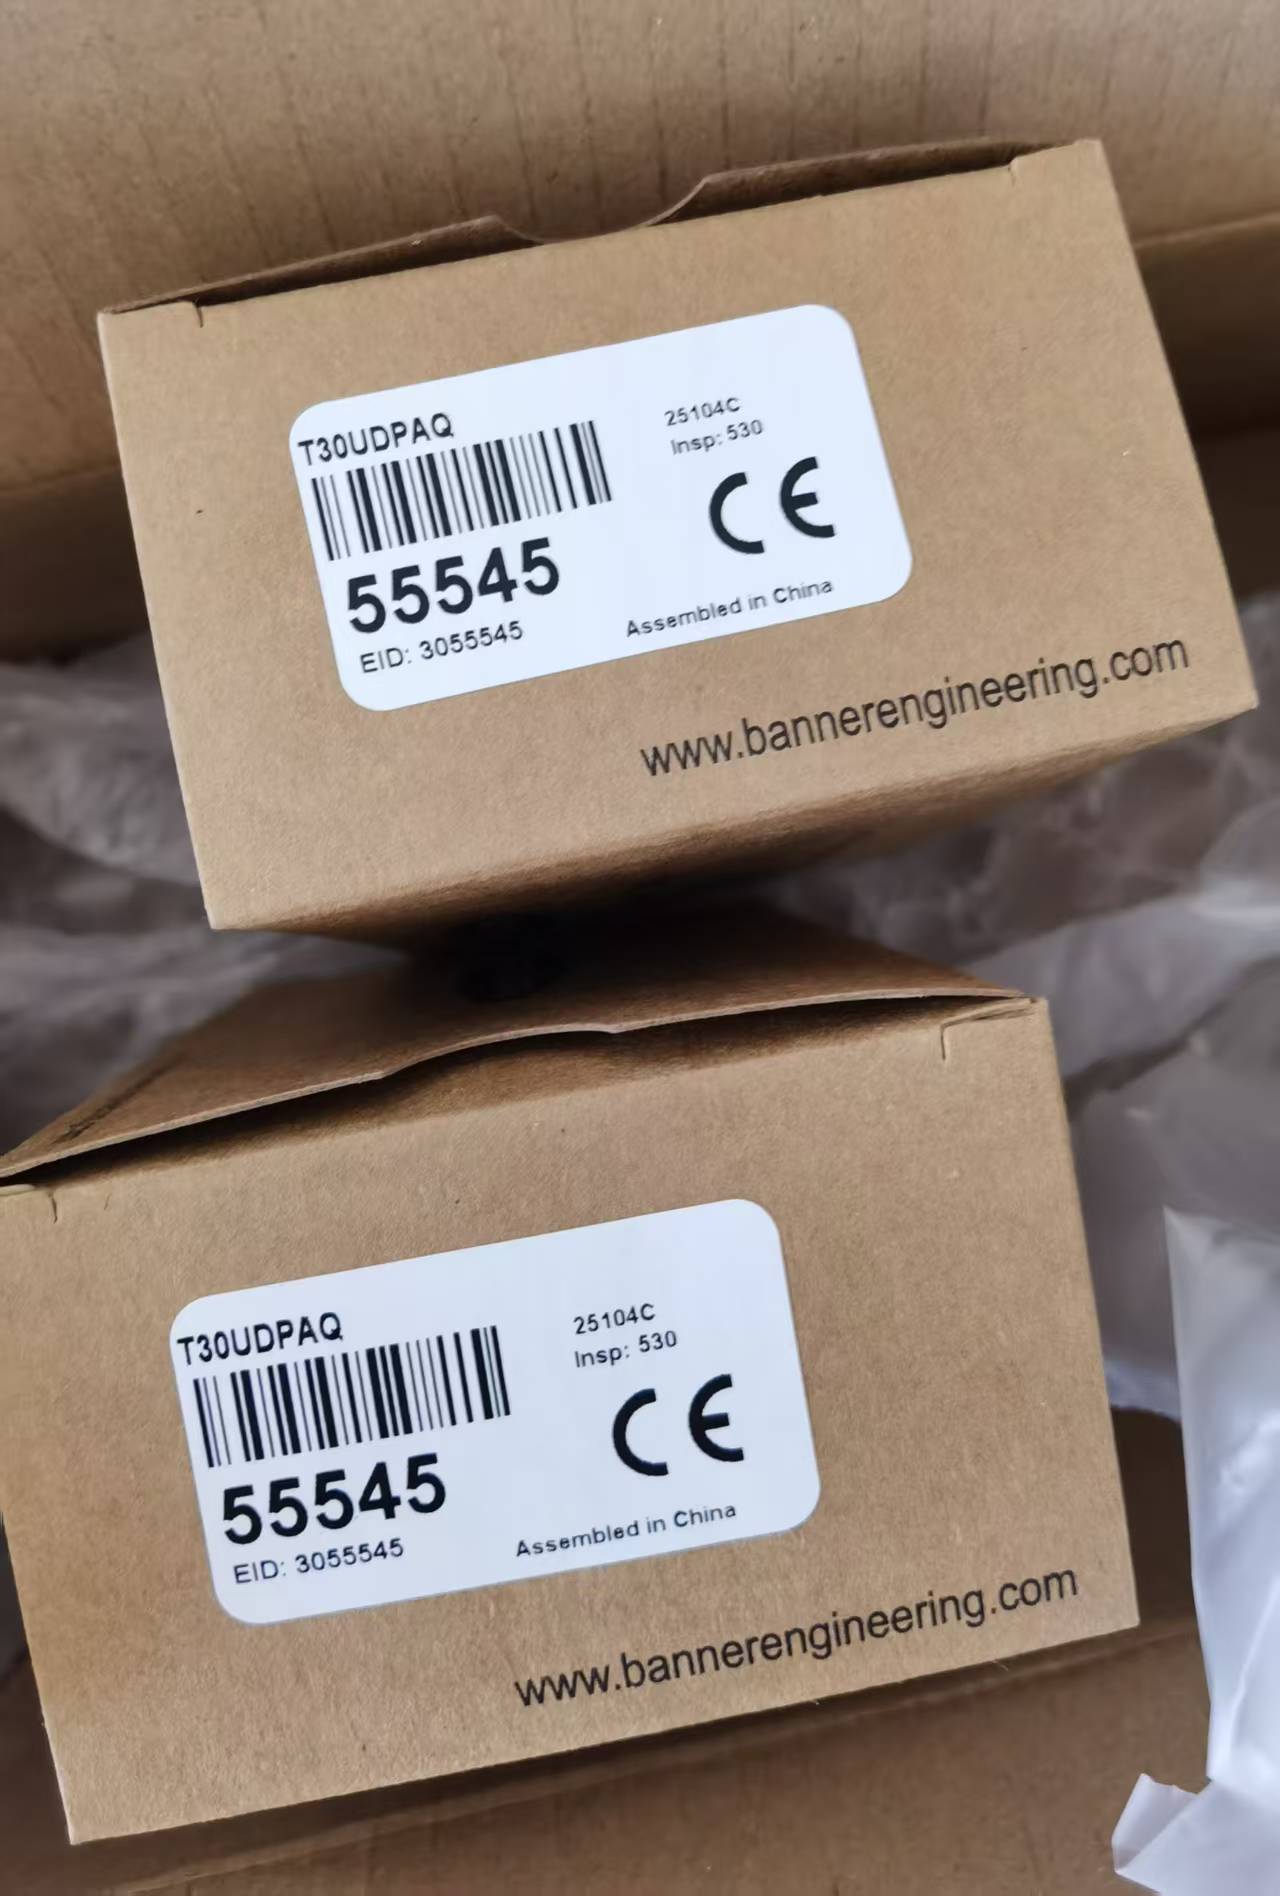 T30UDPAQ
25104C
Insp: 530
CE
55545
EID: 3055545
Assembled in China
www.bannerengineering.com
T30UDPAQ
25104C
Insp: 530
CE
55545
EID: 3055545
Assembled in China
www.bannerengineering.com